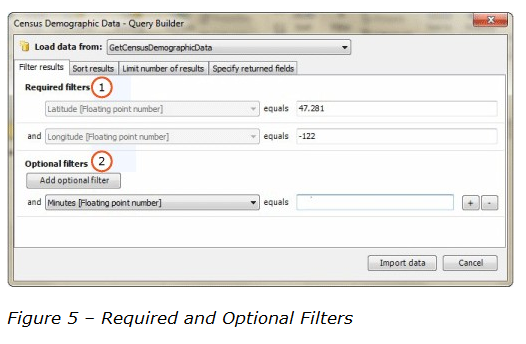 Census Demographic Data - Query Builder
Load data from: GetCensusDemographicData
Filter results Sort results Limit number of results Specify returned fields
Required filters 1
Latitude [Floating point number] equals 47.281
and Longitude [Floating point number] equals -122
Optional filters 2
Add optional filter
and Minutes [Floating point number] equals + -
Import data Cancel
Figure 5 – Required and Optional Filters